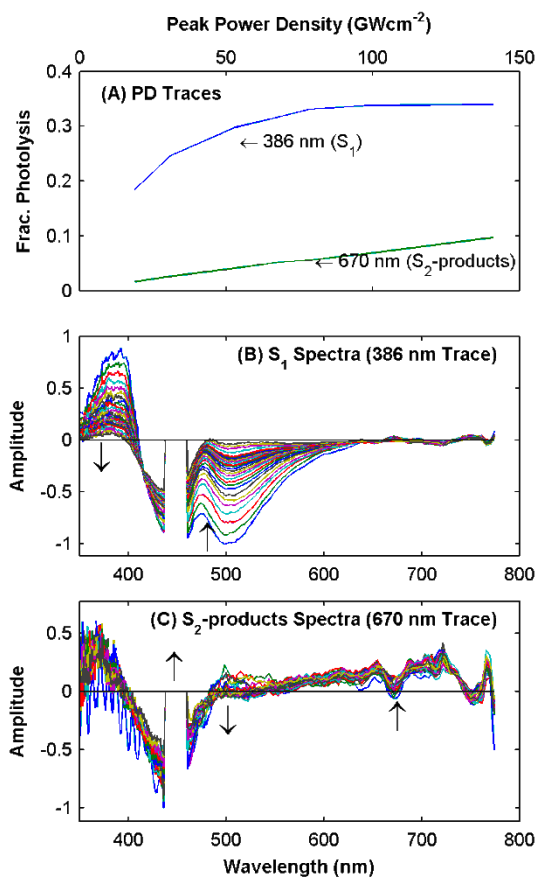 Peak Power Density (GWcm⁻²)
0 50 100 150
0.4
(A) PD Traces
0.3
← 386 nm (S₁)
0.2
Frac. Photolysis
0.1
← 670 nm (S₂-products)
0
1
(B) S₁ Spectra (386 nm Trace)
0.5
0
Amplitude
-0.5
-1
400 500 600 700 800
(C) S₂-products Spectra (670 nm Trace)
0.5
0
Amplitude
-0.5
-1
400 500 600 700 800
Wavelength (nm)